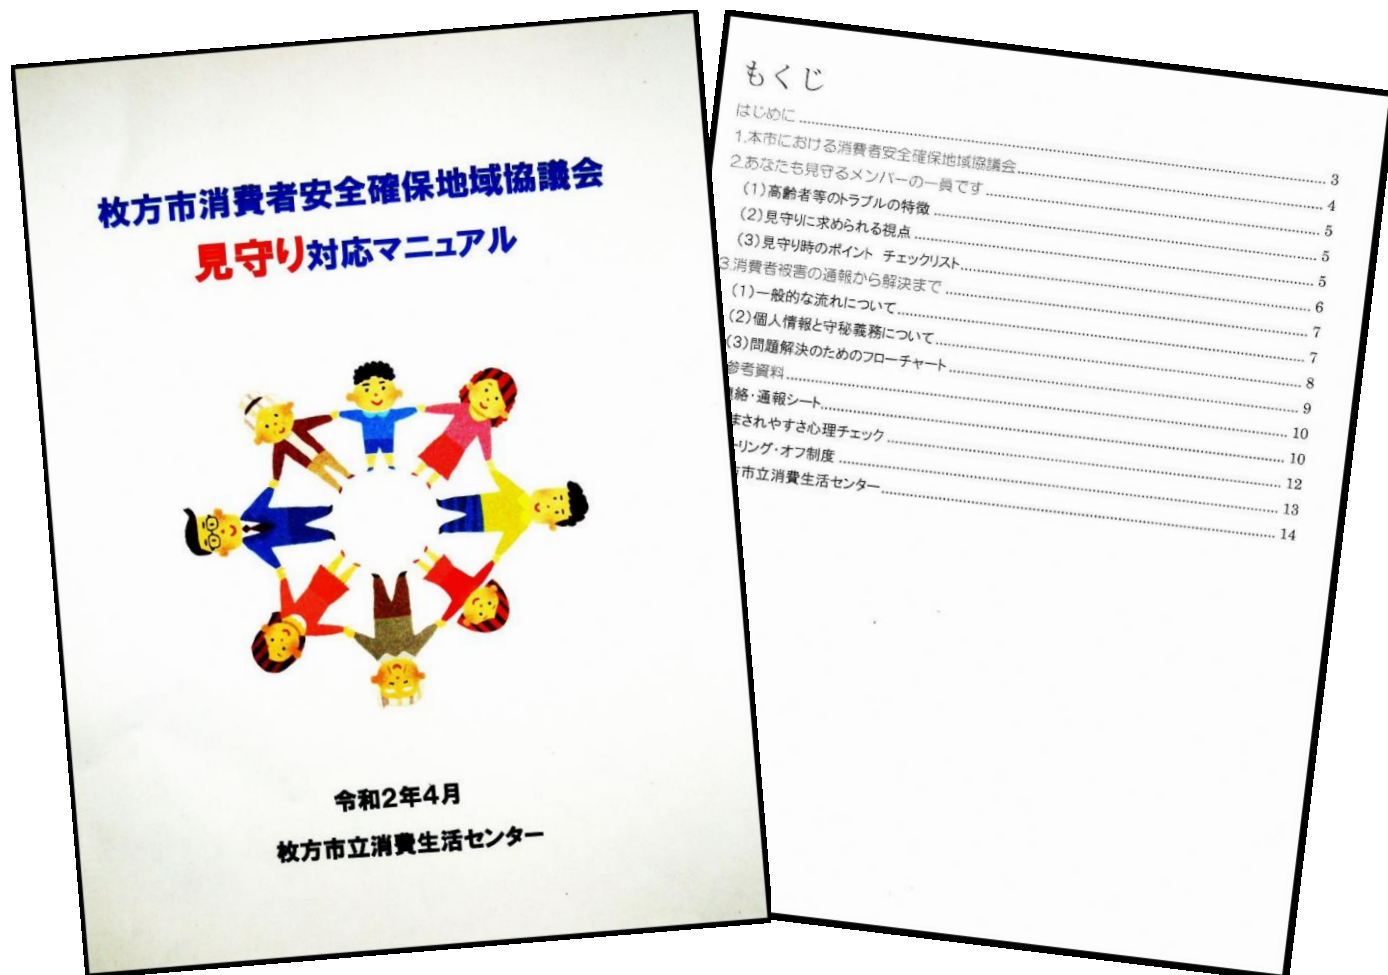 枚方市消費者安全確保地域協議会
見守り対応マニュアル
令和2年4月
枚方市立消費生活センター
もくじ
はじめに 3
1.本市における消費者安全確保地域協議会 4
2.あなたも見守るメンバーの一員です 5
(1)高齢者等のトラブルの特徴 5
(2)見守りに求められる視点 5
(3)見守り時のポイント チェックリスト 6
3.消費者被害の通報から解決まで 7
(1)一般的な流れについて 7
(2)個人情報と守秘義務について 8
(3)問題解決のためのフローチャート 9
参考資料 10
絡・通報シート 10
まされやすさ心理チェック 12
ーリング・オフ制度 13
市立消費生活センター 14